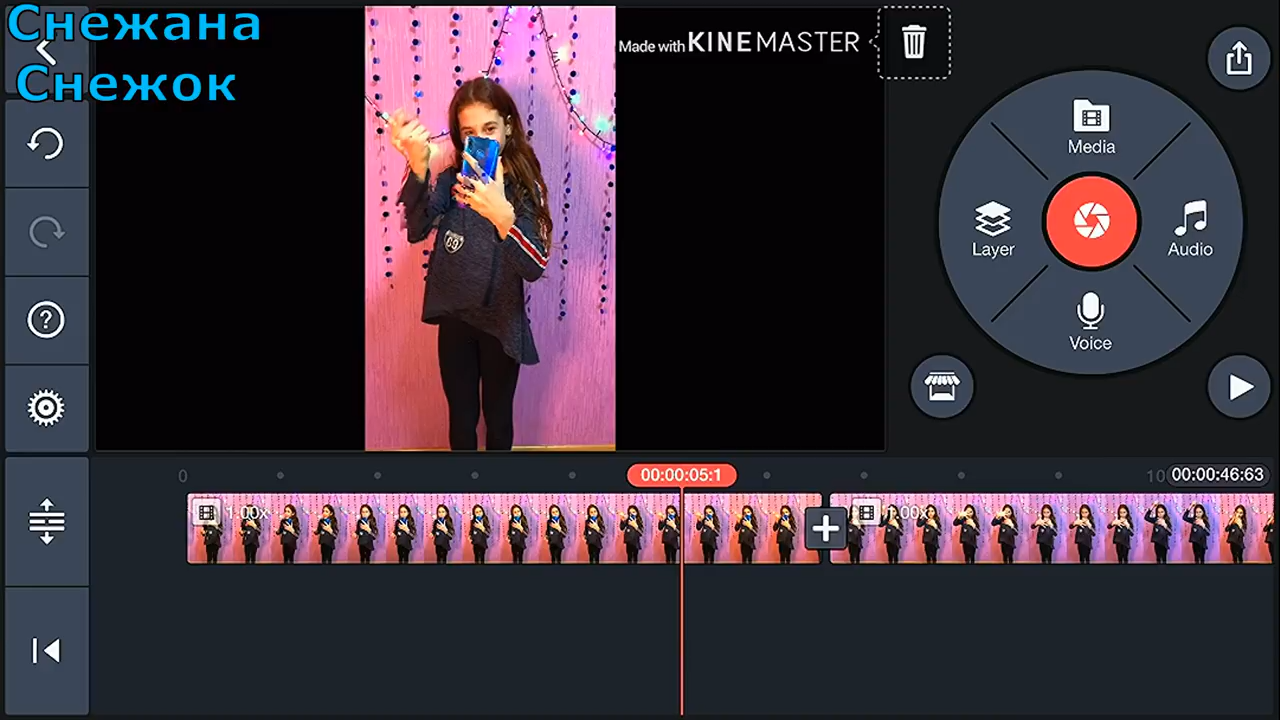 Снежана
Снежок
Made with KINEMASTER
Media
Layer
Audio
Voice
0
00:00:05:1
10
00:00:46:63
1.00x
1.00x